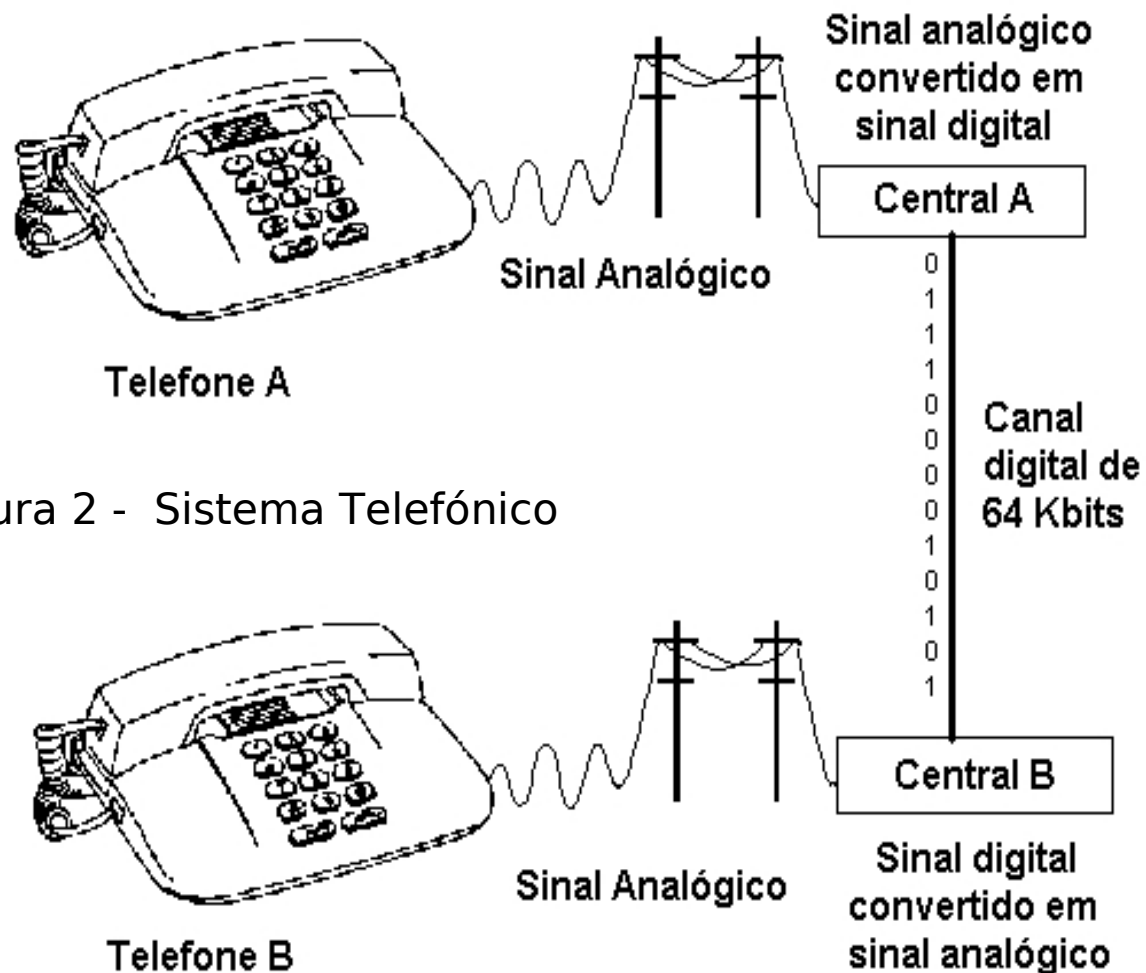 Sinal analógico
convertido em
sinal digital
Central A
Sinal Analógico
Telefone A
0
1
1
1
0
0
0
0
1
0
1
0
1
Canal
digital de
64 Kbits
ura 2 - Sistema Telefónico
Central B
Sinal Analógico
Sinal digital
convertido em
sinal analógico
Telefone B